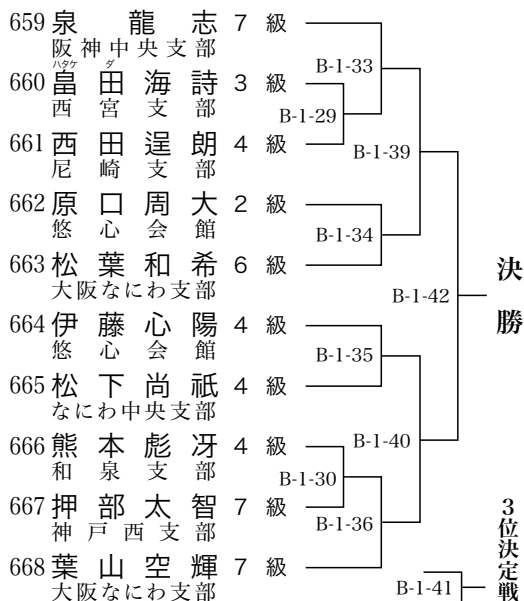 659 泉龍志 7級
阪神中央支部
B-1-33
ハタケ ダ
660 畠田海詩 3級
西宮支部
B-1-29
661 西田逞朗 4級
尼崎支部
B-1-39
662 原口周大 2級
悠心会館
B-1-34
663 松葉和希 6級
大阪なにわ支部
B-1-42
決勝
664 伊藤心陽 4級
悠心会館
B-1-35
665 松下尚祇 4級
なにわ中央支部
666 熊本彪冴 4級
和泉支部
B-1-40
B-1-30
667 押部太智 7級
神戸西支部
B-1-36
668 葉山空輝 7級
大阪なにわ支部
B-1-41
3位決定戦